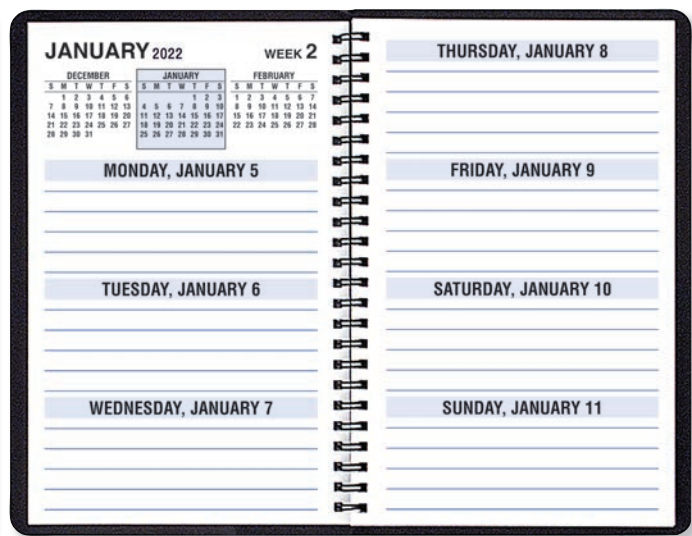 JANUARY 2022 WEEK 2
DECEMBER
S M T W T F S
1 2 3 4 5 6
7 8 9 10 11 12 13
14 15 16 17 18 19 20
21 22 23 24 25 26 27
28 29 30 31
JANUARY
S M T W T F S
1 2 3
4 5 6 7 8 9 10
11 12 13 14 15 16 17
18 19 20 21 22 23 24
25 26 27 28 29 30 31
FEBRUARY
S M T W T F S
1 2 3 4 5 6 7
8 9 10 11 12 13 14
15 16 17 18 19 20 21
22 23 24 25 26 27 28
MONDAY, JANUARY 5
TUESDAY, JANUARY 6
WEDNESDAY, JANUARY 7
THURSDAY, JANUARY 8
FRIDAY, JANUARY 9
SATURDAY, JANUARY 10
SUNDAY, JANUARY 11